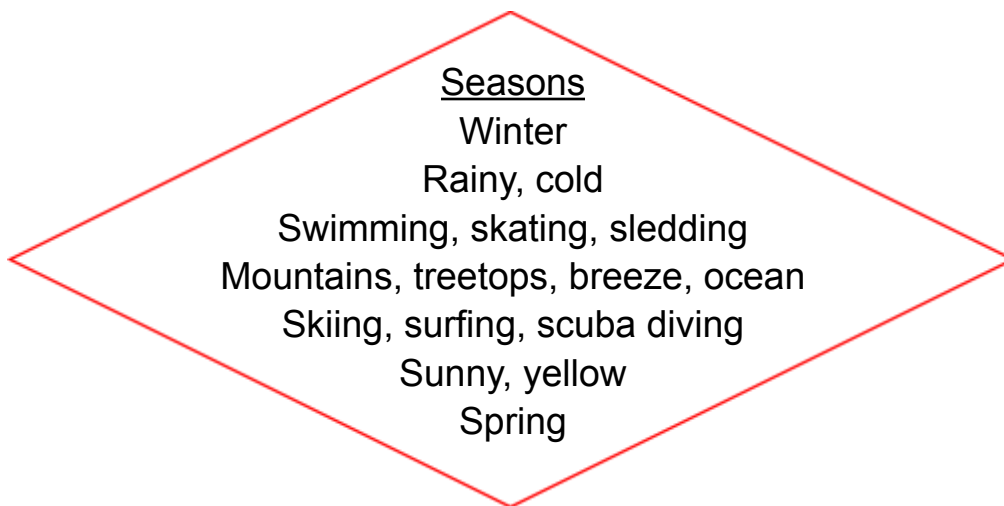 Seasons
Winter
Rainy, cold
Swimming, skating, sledding
Mountains, treetops, breeze, ocean
Skiing, surfing, scuba diving
Sunny, yellow
Spring